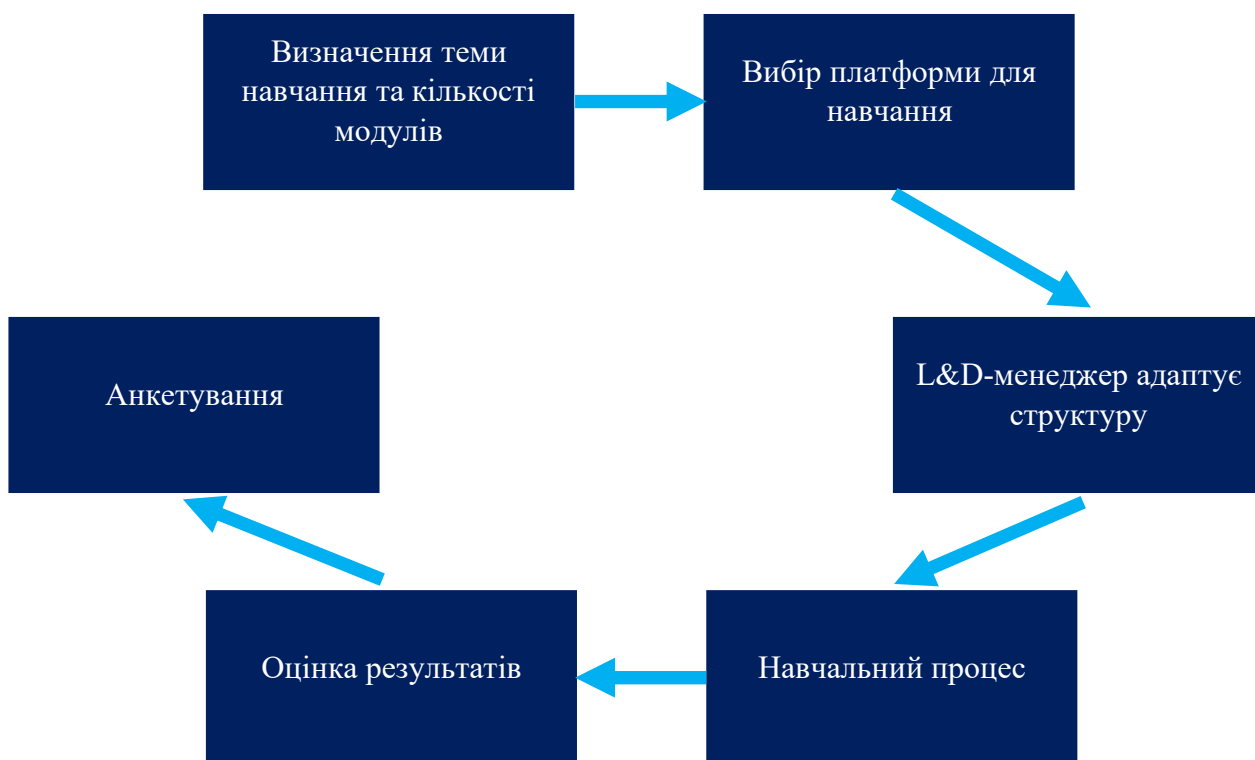 Визначення теми
навчання та кількості
модулів
Вибір платформи для
навчання
L&D-менеджер адаптує
структуру
Навчальний процес
Оцінка результатів
Анкетування